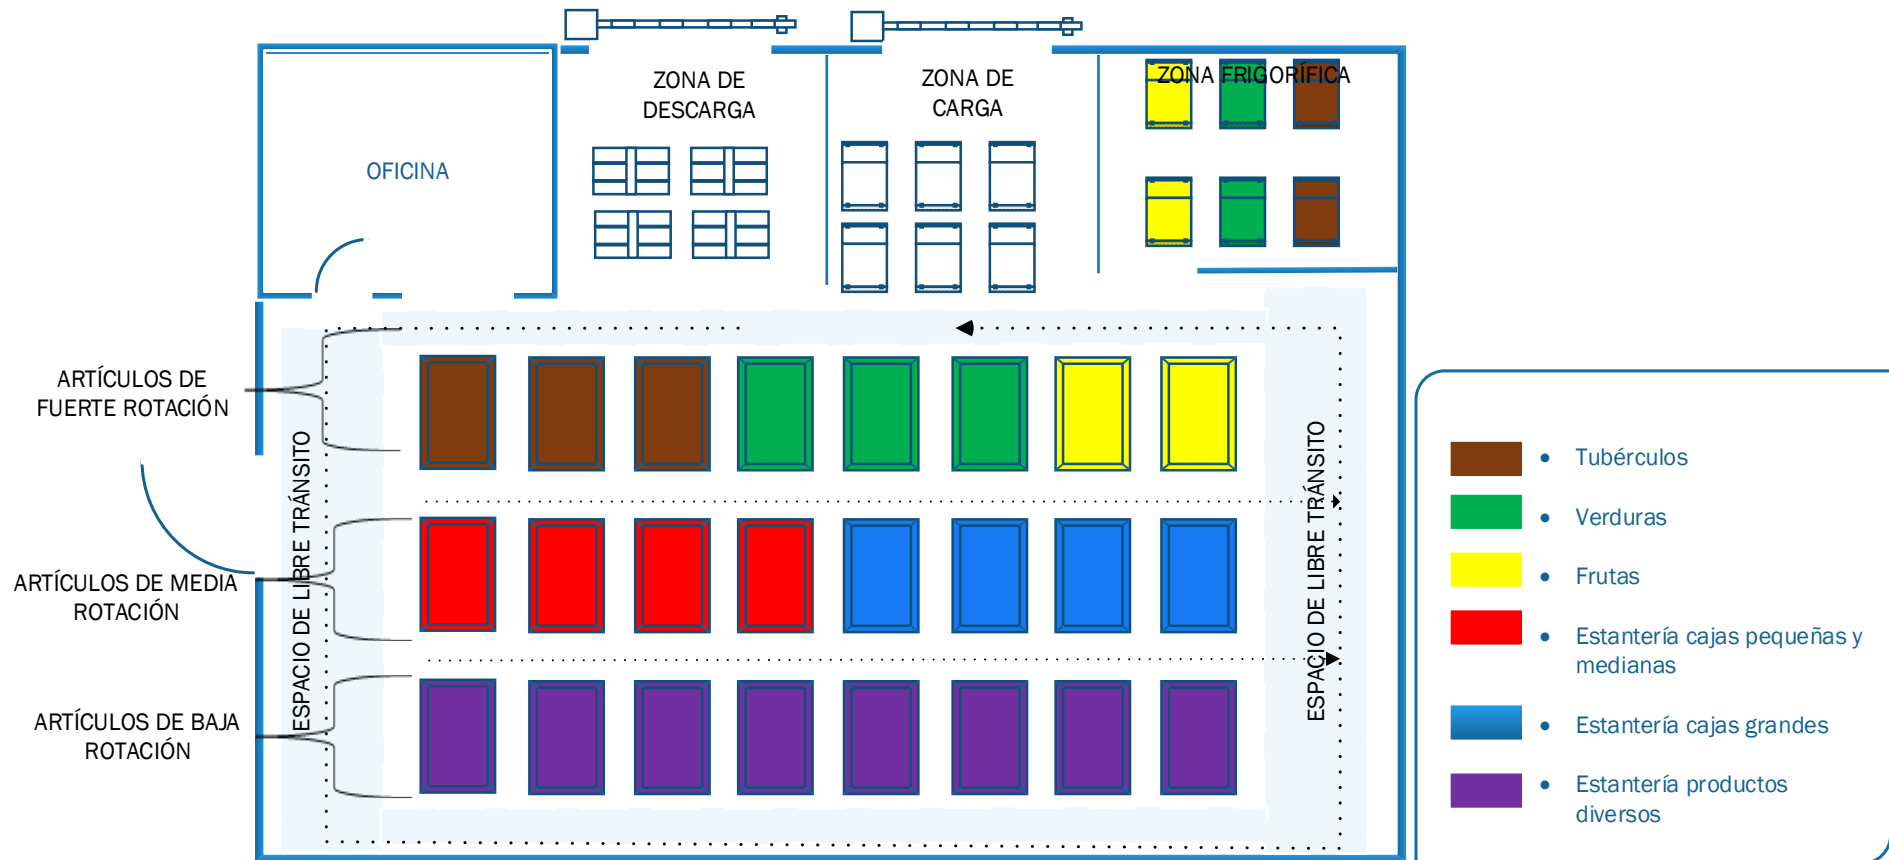 ZONA DE
DESCARGA
ZONA DE
CARGA
ZONA FRIGORÍFICA
OFICINA
ARTÍCULOS DE
FUERTE ROTACIÓN
ESPACIO DE LIBRE TRÁNSITO
ESPACIO DE LIBRE TRÁNSITO
ARTÍCULOS DE MEDIA
ROTACIÓN
ARTÍCULOS DE BAJA
ROTACIÓN
• Tubérculos
• Verduras
• Frutas
• Estantería cajas pequeñas y
medianas
• Estantería cajas grandes
• Estantería productos
diversos